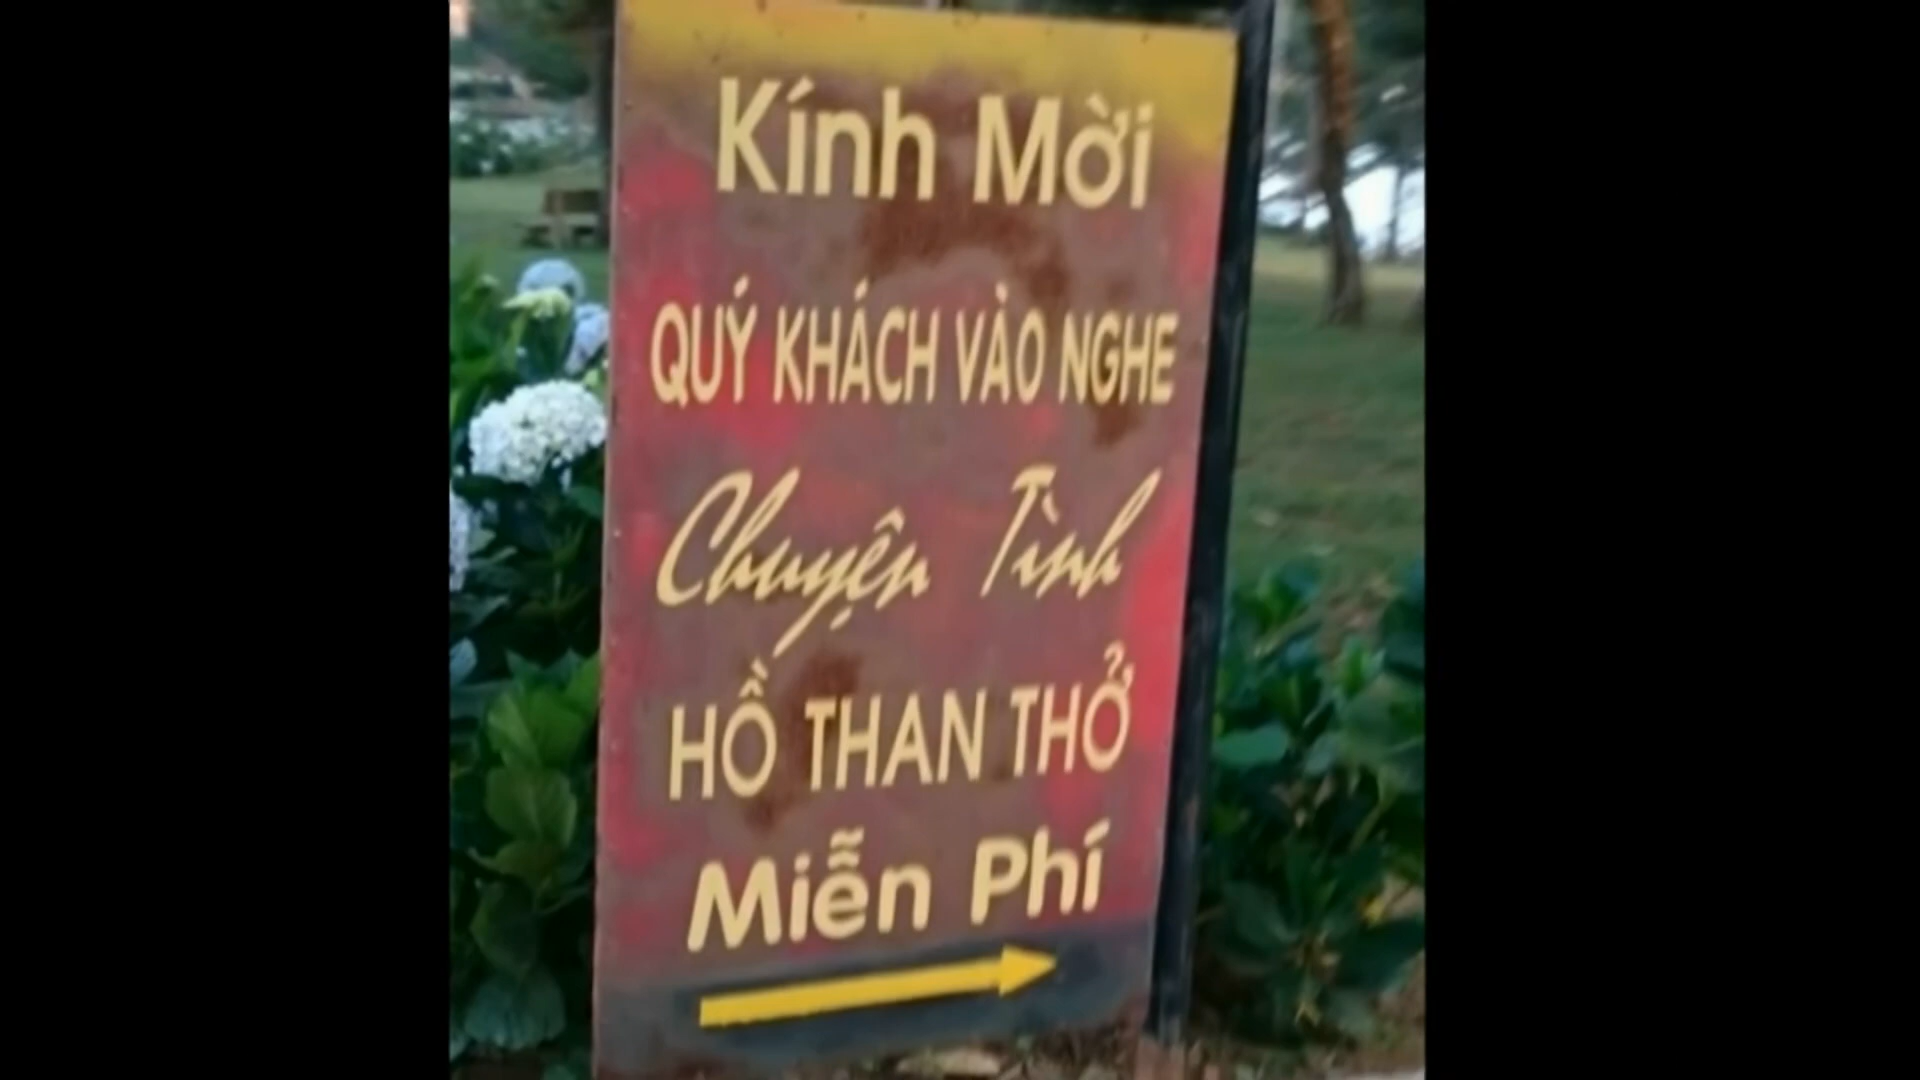 Kính Mời
QUÝ KHÁCH VÀO NGHE
Chuyện Tình
HỒ THAN THỞ
Miễn Phí